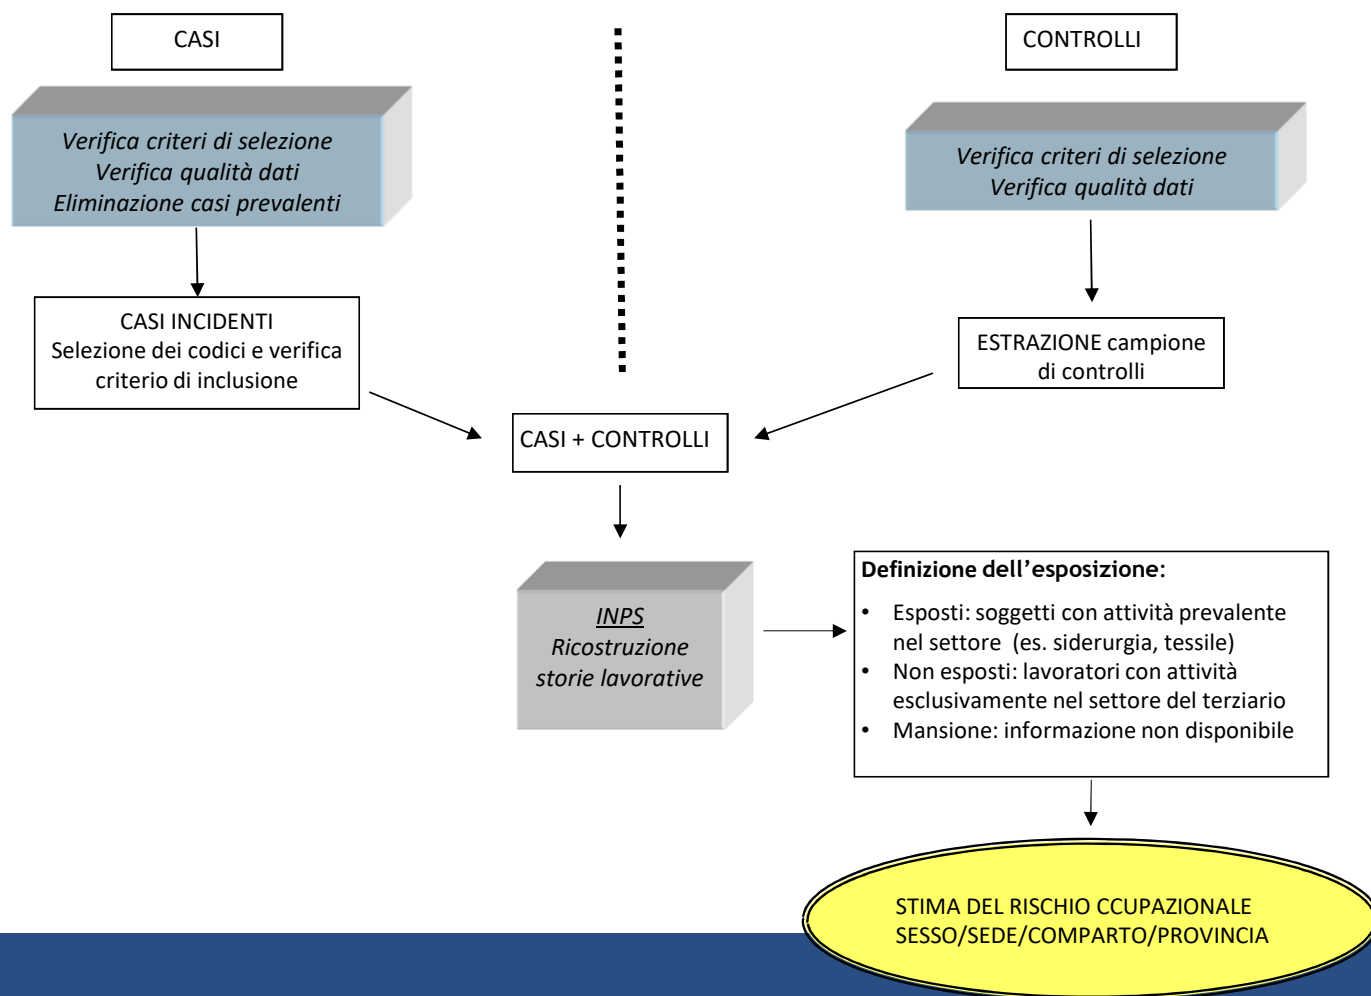 CASI
Verifica criteri di selezione
Verifica qualità dati
Eliminazione casi prevalenti
CASI INCIDENTI
Selezione dei codici e verifica
criterio di inclusione
CONTROLLI
Verifica criteri di selezione
Verifica qualità dati
ESTRAZIONE campione
di controlli
CASI + CONTROLLI
INPS
Ricostruzione
storie lavorative
Definizione dell’esposizione:
• Esposti: soggetti con attività prevalente
nel settore (es. siderurgia, tessile)
• Non esposti: lavoratori con attività
esclusivamente nel settore del terziario
• Mansione: informazione non disponibile
STIMA DEL RISCHIO CCUPAZIONALE
SESSO/SEDE/COMPARTO/PROVINCIA